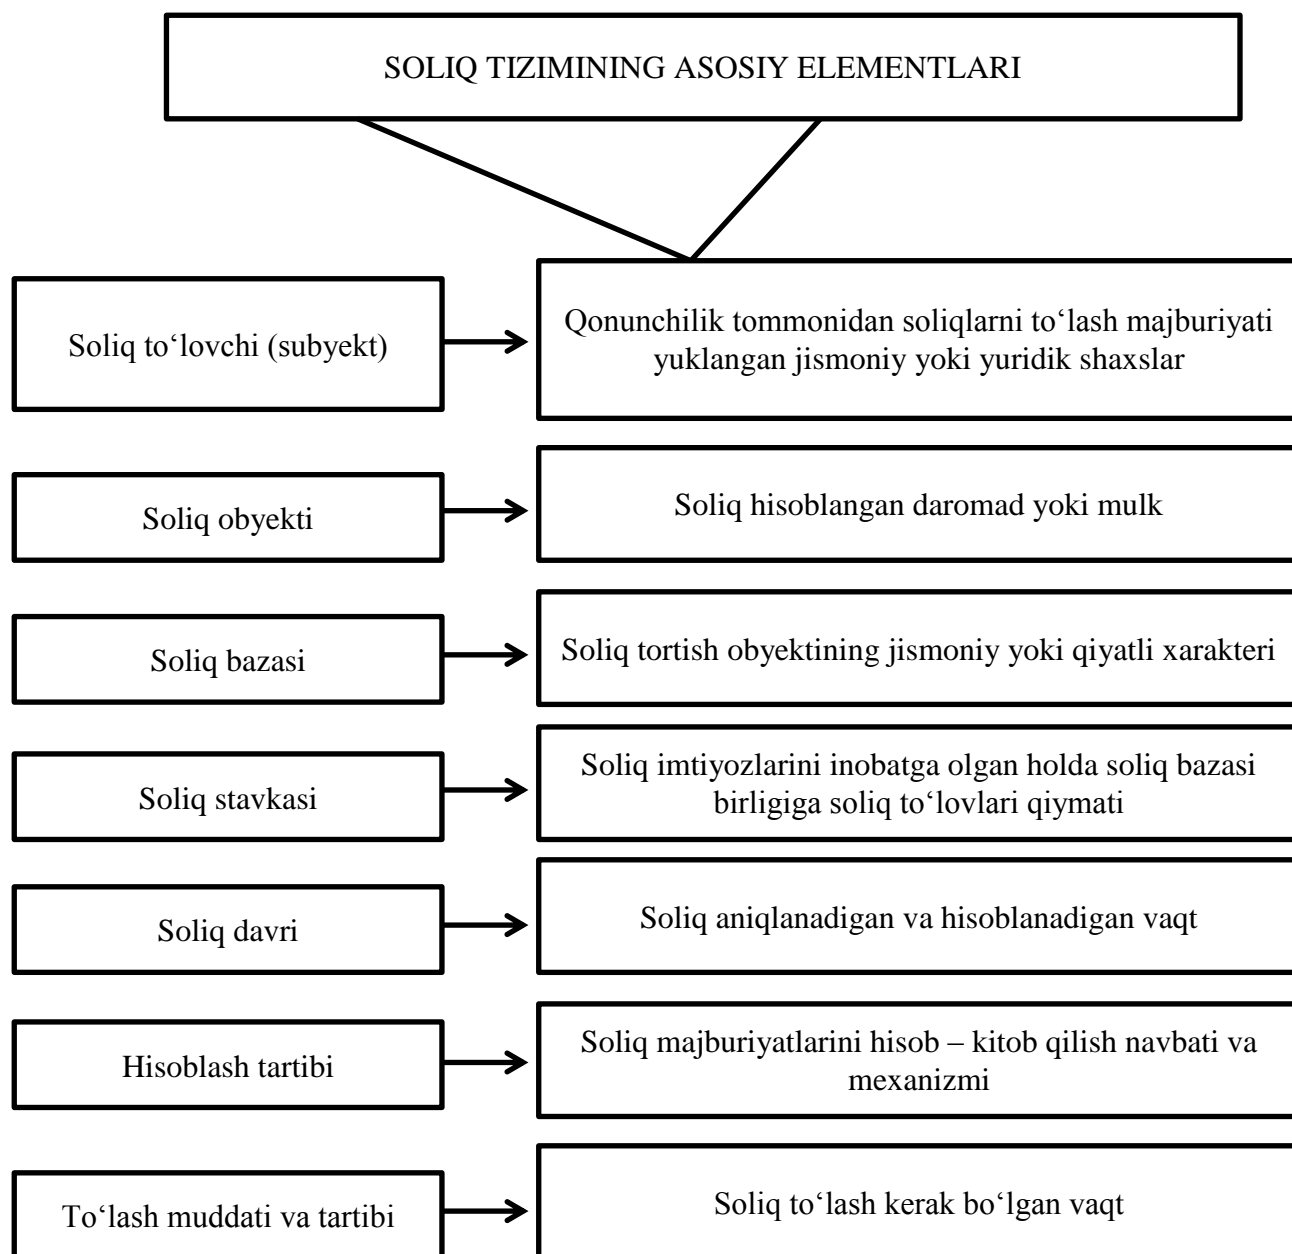 SOLIQ TIZIMINING ASOSIY ELEMENTLARI
Soliq to‘lovchi (subyekt)
Qonunchilik tommonidan soliqlarni to‘lash majburiyati
yuklangan jismoniy yoki yuridik shaxslar
Soliq obyekti
Soliq hisoblangan daromad yoki mulk
Soliq bazasi
Soliq tortish obyektining jismoniy yoki qiyatli xarakteri
Soliq stavkasi
Soliq imtiyozlarini inobatga olgan holda soliq bazasi
birligiga soliq to‘lovlari qiymati
Soliq davri
Soliq aniqlanadigan va hisoblanadigan vaqt
Hisoblash tartibi
Soliq majburiyatlarini hisob – kitob qilish navbati va
mexanizmi
To‘lash muddati va tartibi
Soliq to‘lash kerak bo‘lgan vaqt